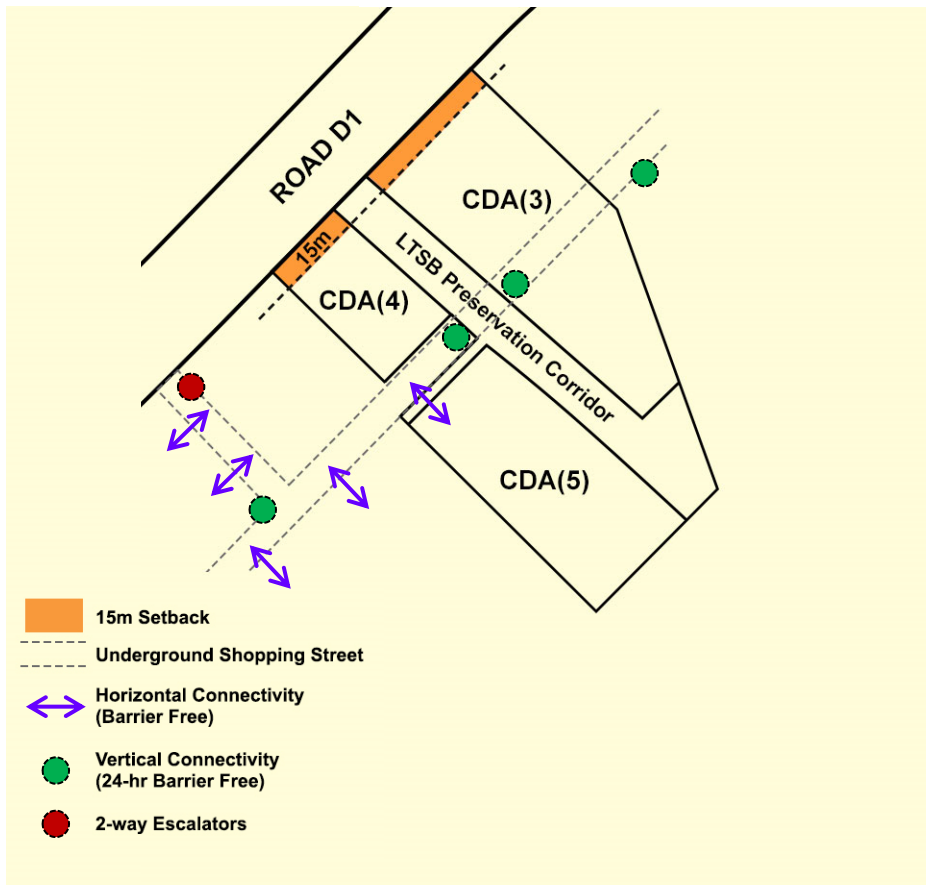 ROAD D1
CDA(3)
15m
LTSB Preservation Corridor
CDA(4)
CDA(5)
15m Setback
Underground Shopping Street
Horizontal Connectivity
(Barrier Free)
Vertical Connectivity
(24-hr Barrier Free)
2-way Escalators